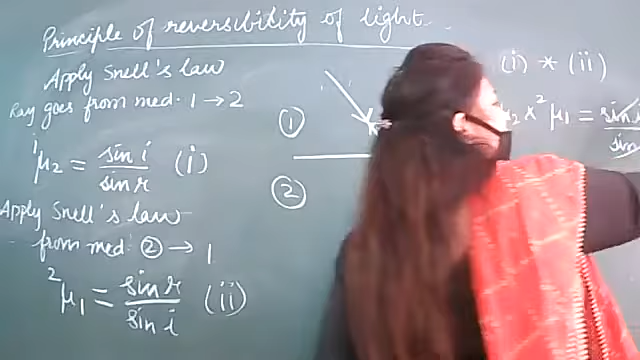 Principle of reversibility of light
Apply Snell's law
Ray goes from med. 1 → 2
¹μ₂ = sin i / sin r (i)
Apply Snell's law
from med. ② → 1
²μ₁ = sin r / sin i (ii)
①
②
(i) * (ii)
μ₂ × ²μ₁ = sin i / sin